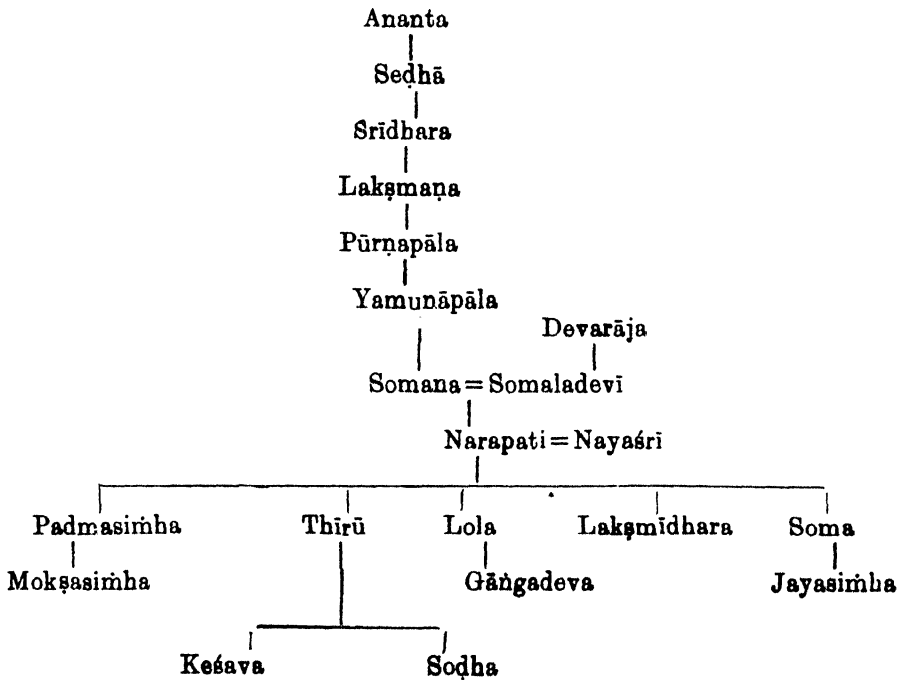 Ananta
Seḍhā
Srīdhara
Lakṣmaṇa
Pūrṇapāla
Yamunāpāla
Devarāja
Somana = Somaladevī
Narapati = Nayaśrī
Padmasiṁha Thīrū Lola Lakṣmīdhara Soma
Mokṣasiṁha Gāṅgadeva Jayasiṁha
Keśava Soḍha